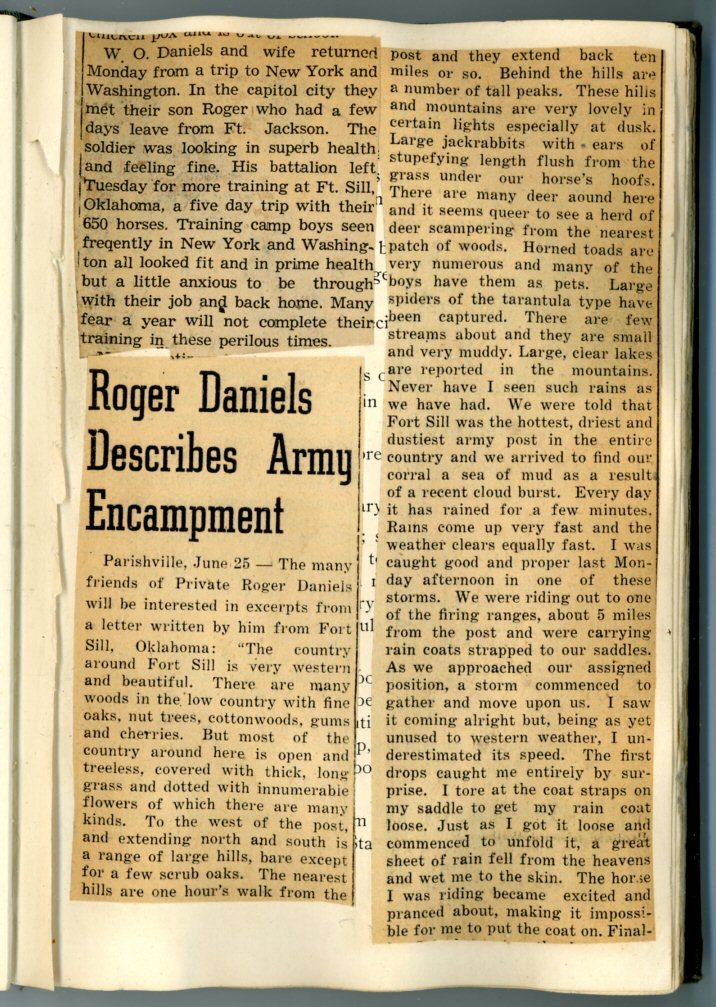 chicken pox and is out of school.
W. O. Daniels and wife returned
Monday from a trip to New York and
Washington. In the capitol city they
met their son Roger who had a few
days leave from Ft. Jackson. The
soldier was looking in superb health
and feeling fine. His battalion left
Tuesday for more training at Ft. Sill,
Oklahoma, a five day trip with their
650 horses. Training camp boys seen
freqently in New York and Washing-
ton all looked fit and in prime health
but a little anxious to be through
with their job and back home. Many
fear a year will not complete their
training in these perilous times.
Roger Daniels
Describes Army
Encampment
Parishville, June 25 — The many
friends of Private Roger Daniels
will be interested in excerpts from
a letter written by him from Fort
Sill, Oklahoma: "The country
around Fort Sill is very western
and beautiful. There are many
woods in the low country with fine
oaks, nut trees, cottonwoods, gums
and cherries. But most of the
country around here is open and
treeless, covered with thick, long
grass and dotted with innumerable
flowers of which there are many
kinds. To the west of the post,
and extending north and south is
a range of large hills, bare except
for a few scrub oaks. The nearest
hills are one hour's walk from the
post and they extend back ten
miles or so. Behind the hills are
a number of tall peaks. These hills
and mountains are very lovely in
certain lights especially at dusk.
Large jackrabbits with ears of
stupefying length flush from the
grass under our horse's hoofs.
There are many deer aound here
and it seems queer to see a herd of
deer scampering from the nearest
patch of woods. Horned toads are
very numerous and many of the
boys have them as pets. Large
spiders of the tarantula type have
been captured. There are few
streams about and they are small
and very muddy. Large, clear lakes
are reported in the mountains.
Never have I seen such rains as
we have had. We were told that
Fort Sill was the hottest, driest and
dustiest army post in the entire
country and we arrived to find our
corral a sea of mud as a result
of a recent cloud burst. Every day
it has rained for a few minutes.
Rains come up very fast and the
weather clears equally fast. I was
caught good and proper last Mon-
day afternoon in one of these
storms. We were riding out to one
of the firing ranges, about 5 miles
from the post and were carrying
rain coats strapped to our saddles.
As we approached our assigned
position, a storm commenced to
gather and move upon us. I saw
it coming alright but, being as yet
unused to western weather, I un-
derestimated its speed. The first
drops caught me entirely by sur-
prise. I tore at the coat straps on
my saddle to get my rain coat
loose. Just as I got it loose and
commenced to unfold it, a great
sheet of rain fell from the heavens
and wet me to the skin. The horse
I was riding became excited and
pranced about, making it impossi-
ble for me to put the coat on. Final-